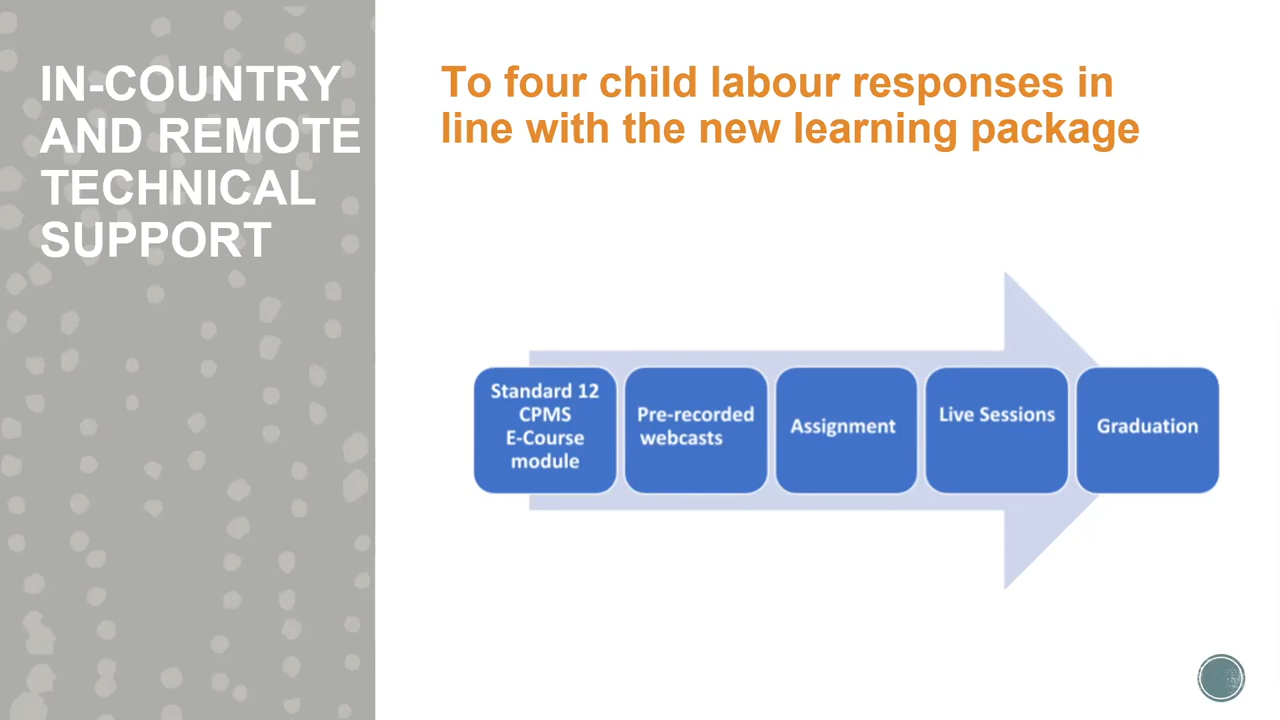 IN-COUNTRY
AND REMOTE
TECHNICAL
SUPPORT
To four child labour responses in
line with the new learning package
Standard 12
CPMS
E-Course
module
Pre-recorded
webcasts
Assignment
Live Sessions
Graduation